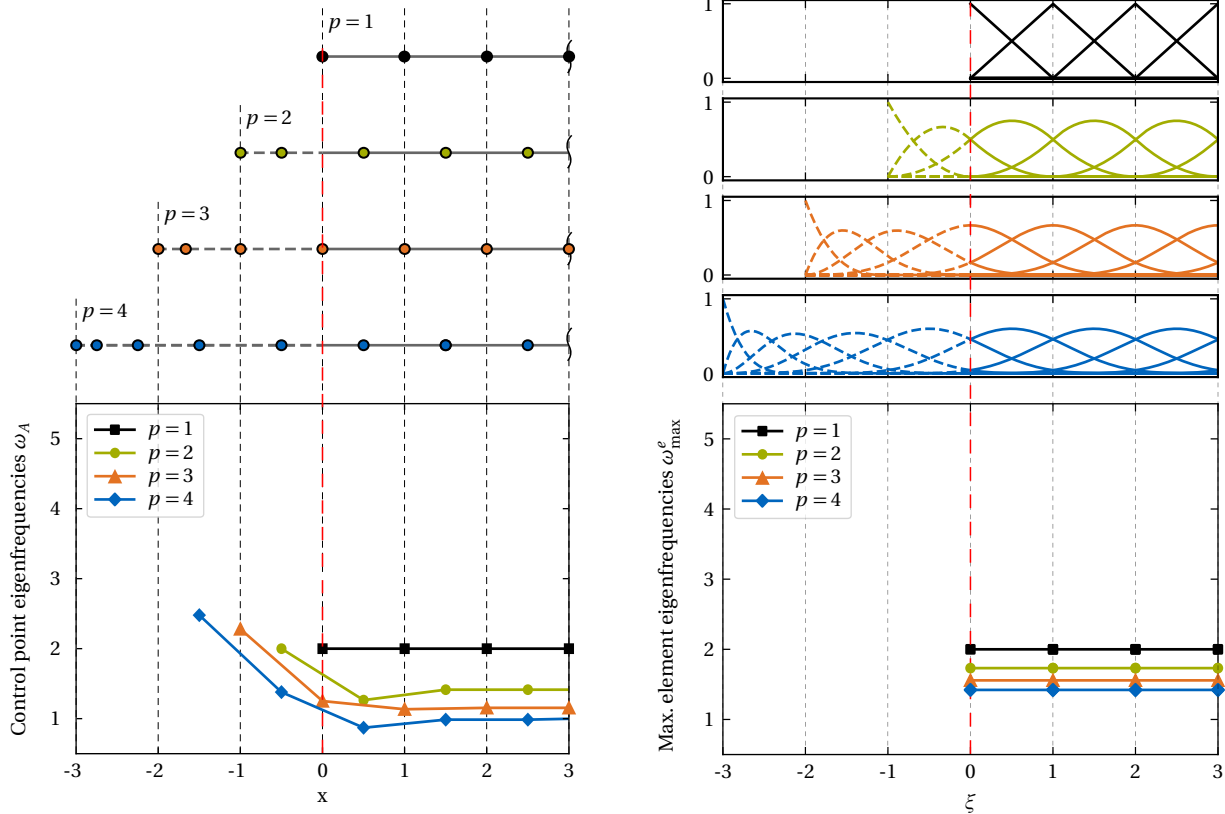 p = 1
p = 2
p = 3
p = 4
Control point eigenfrequencies ω_A
5
4
3
2
1
p = 1
p = 2
p = 3
p = 4
-3 -2 -1 0 1 2 3
x
1
0
1
0
1
0
1
0
Max. element eigenfrequencies ω^e_max
5
4
3
2
1
p = 1
p = 2
p = 3
p = 4
-3 -2 -1 0 1 2 3
ξ